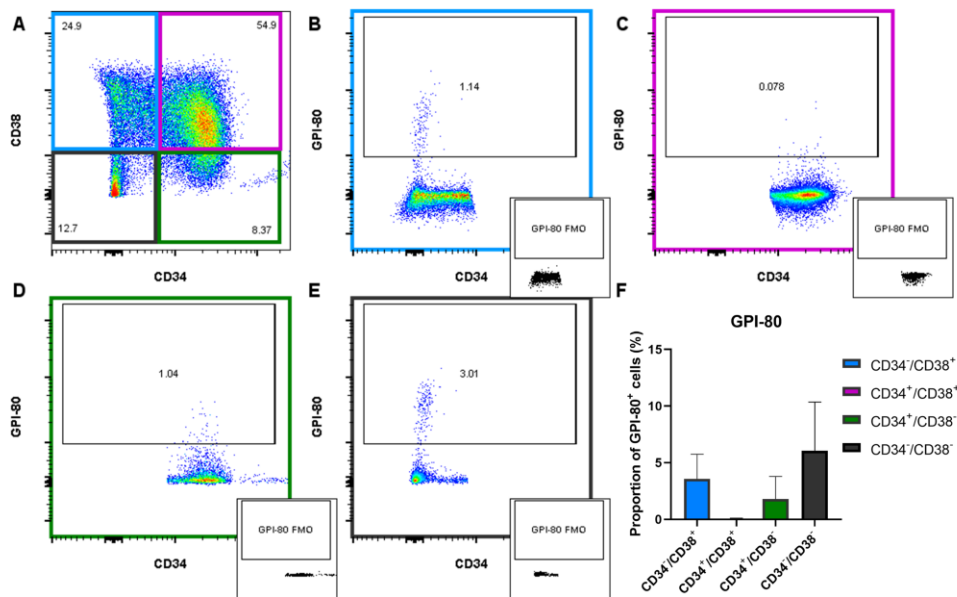 A
24.9
54.9
CD38
12.7
8.37
CD34
B
1.14
GPI-80
CD34
GPI-80 FMO
C
0.078
GPI-80
CD34
GPI-80 FMO
D
1.04
GPI-80
CD34
GPI-80 FMO
E
3.01
GPI-80
CD34
GPI-80 FMO
F
GPI-80
Proportion of GPI-80⁺ cells (%)
15
10
5
0
CD34⁻/CD38⁺
CD34⁺/CD38⁺
CD34⁺/CD38⁻
CD34⁻/CD38⁻
CD34⁻/CD38⁺
CD34⁺/CD38⁺
CD34⁺/CD38⁻
CD34⁻/CD38⁻